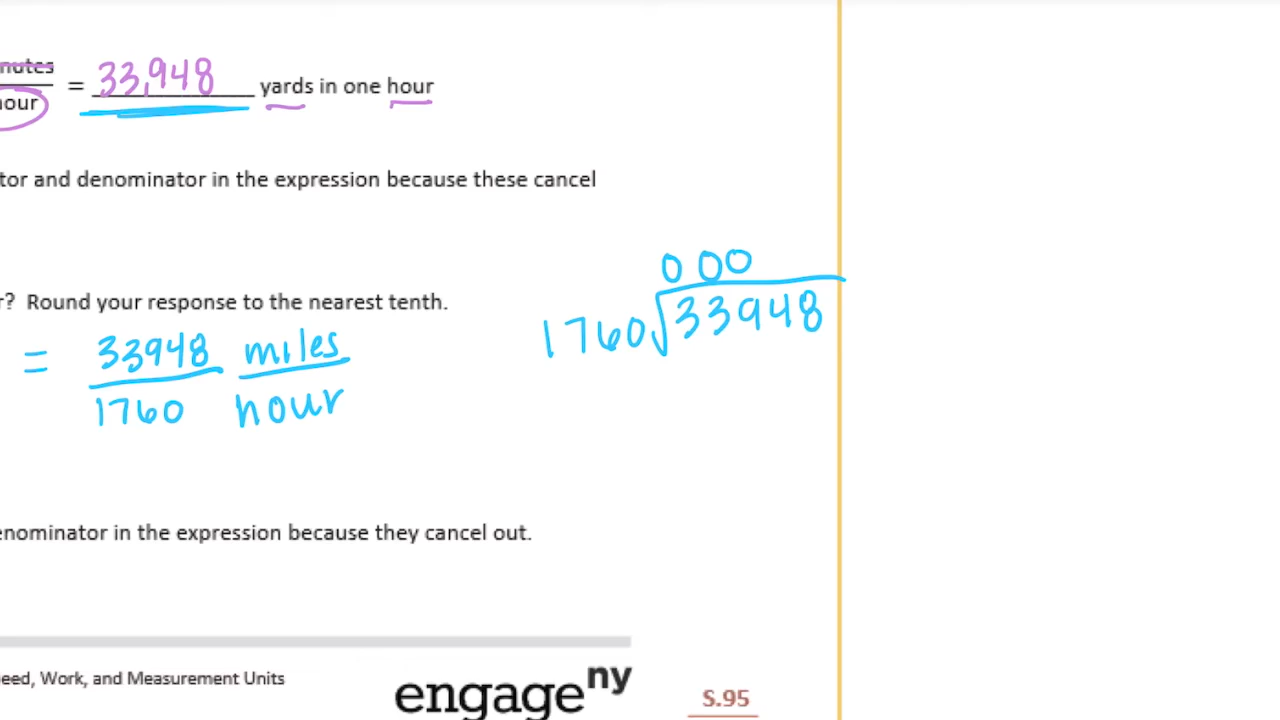 nutes
hour = 33,948 yards in one hour
tor and denominator in the expression because these cancel
r? Round your response to the nearest tenth.
= 33948 miles
1760 hour
000
1760 33948
enominator in the expression because they cancel out.
eed, Work, and Measurement Units
engage ny
S.95